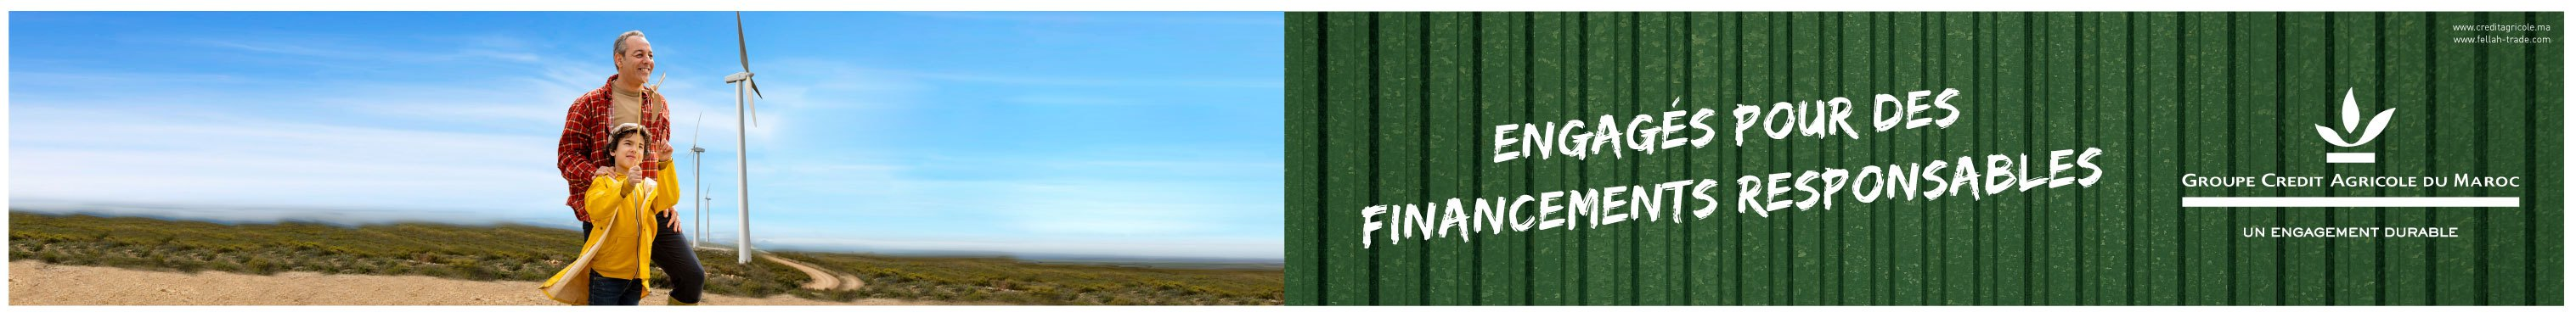 www.creditagricole.ma
www.fellah-trade.com
ENGAGÉS POUR DES
FINANCEMENTS RESPONSABLES
GROUPE CREDIT AGRICOLE DU MAROC
UN ENGAGEMENT DURABLE